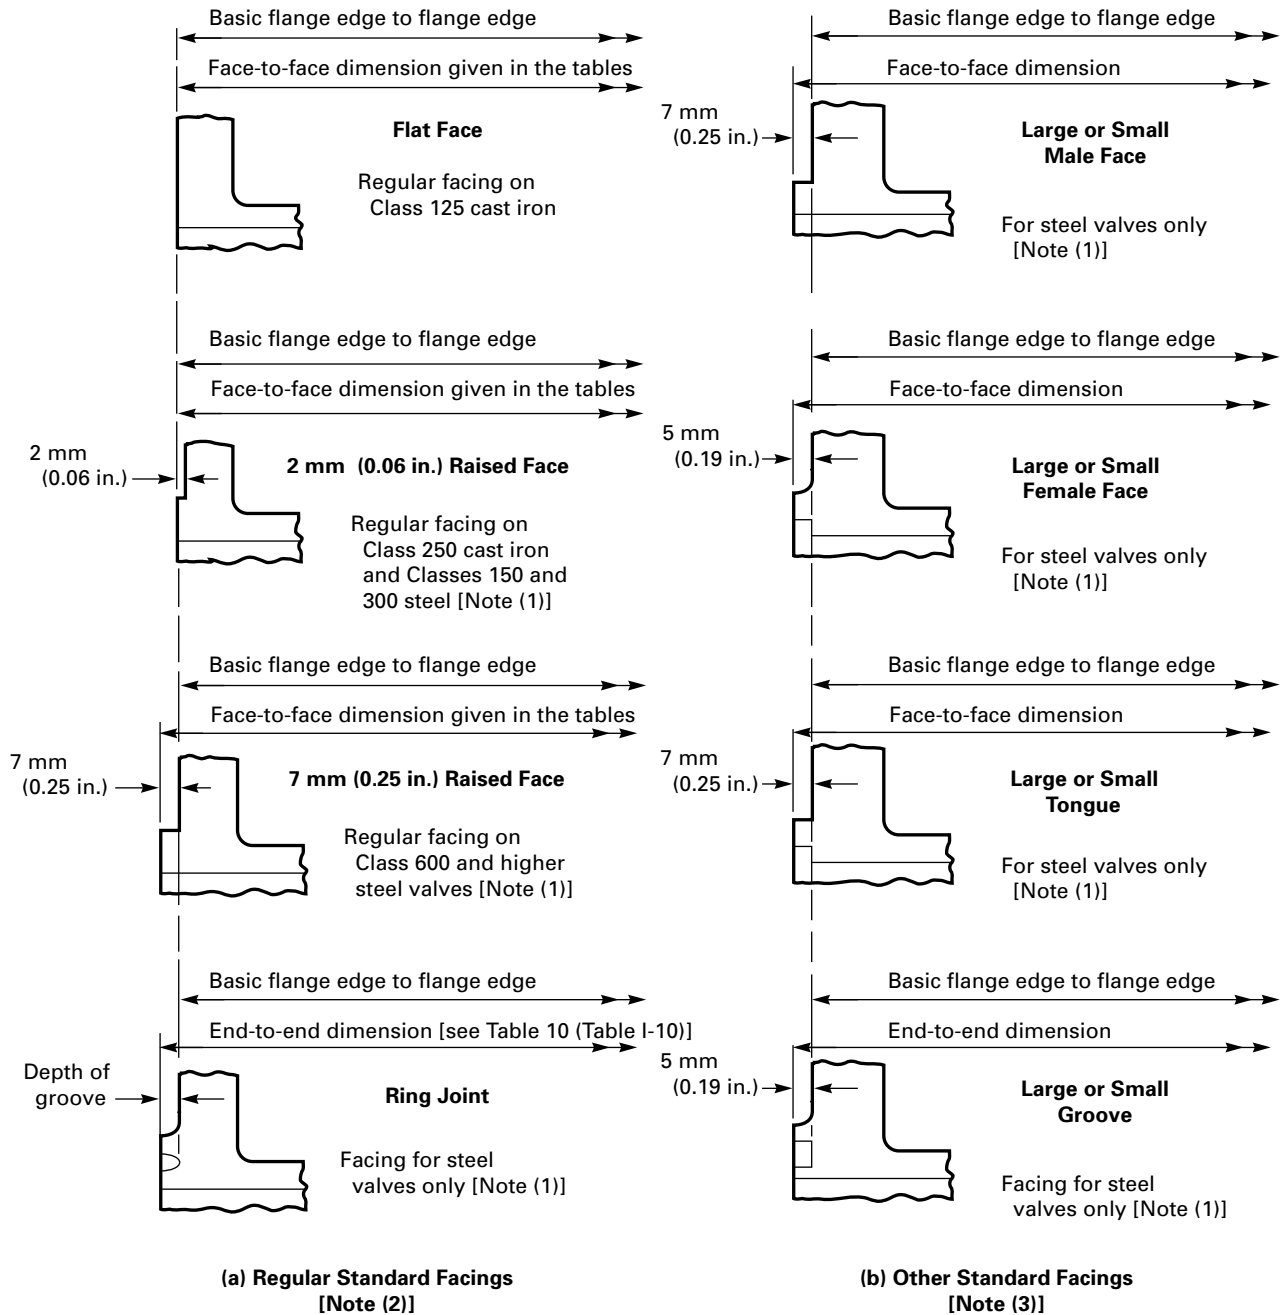 Basic flange edge to flange edge
Face-to-face dimension given in the tables
Flat Face
Regular facing on
Class 125 cast iron
Basic flange edge to flange edge
Face-to-face dimension given in the tables
2 mm
(0.06 in.)
2 mm (0.06 in.) Raised Face
Regular facing on
Class 250 cast iron
and Classes 150 and
300 steel [Note (1)]
Basic flange edge to flange edge
Face-to-face dimension given in the tables
7 mm
(0.25 in.)
7 mm (0.25 in.) Raised Face
Regular facing on
Class 600 and higher
steel valves [Note (1)]
Basic flange edge to flange edge
End-to-end dimension [see Table 10 (Table I-10)]
Depth of
groove
Ring Joint
Facing for steel
valves only [Note (1)]
(a) Regular Standard Facings
[Note (2)]
Basic flange edge to flange edge
Face-to-face dimension
7 mm
(0.25 in.)
Large or Small
Male Face
For steel valves only
[Note (1)]
Basic flange edge to flange edge
Face-to-face dimension
5 mm
(0.19 in.)
Large or Small
Female Face
For steel valves only
[Note (1)]
Basic flange edge to flange edge
Face-to-face dimension
7 mm
(0.25 in.)
Large or Small
Tongue
For steel valves only
[Note (1)]
Basic flange edge to flange edge
End-to-end dimension
5 mm
(0.19 in.)
Large or Small
Groove
Facing for steel
valves only [Note (1)]
(b) Other Standard Facings
[Note (3)]